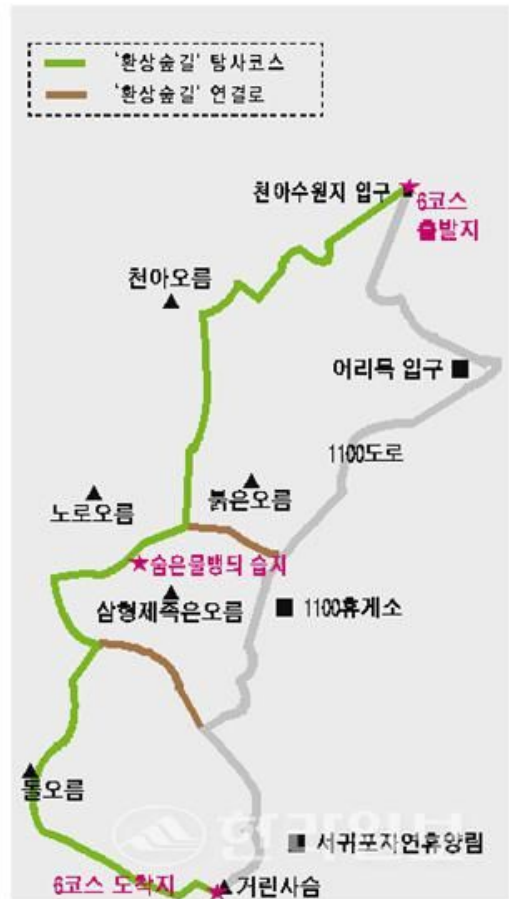 '환상숲길' 탐사코스
'환상숲길' 연결로
천아수원지 입구
6코스
출발지
천아오름
어리목 입구
1100도로
붉은오름
노로오름
숨은물뱅듸 습지
삼형제족은오름
1100휴게소
돌오름
한라일보
서귀포자연휴양림
6코스 도착지
거린사슴